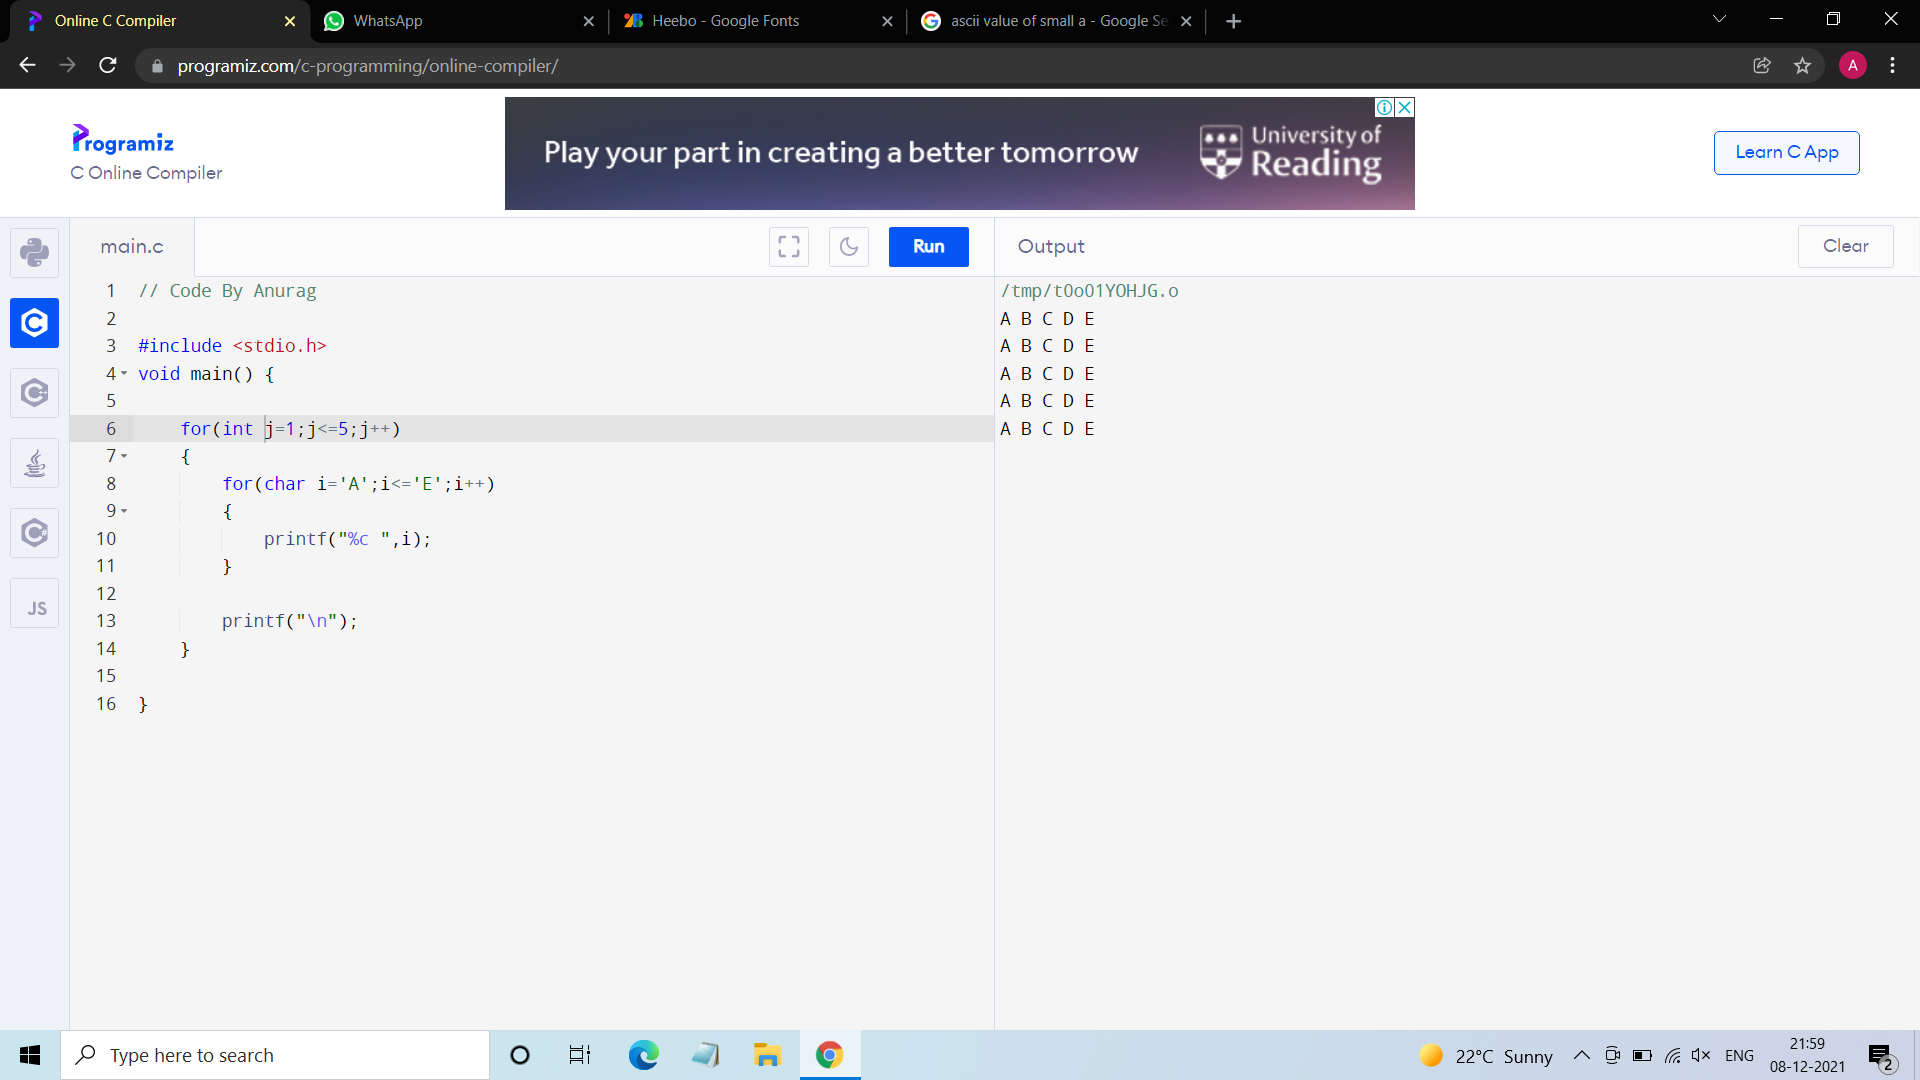 Online C Compiler
WhatsApp
Heebo - Google Fonts
ascii value of small a - Google Se
programiz.com/c-programming/online-compiler/
A
Programiz
C Online Compiler
Play your part in creating a better tomorrow
University of
Reading
Learn C App
main.c
Run
Output
Clear
1 // Code By Anurag
2
3 #include <stdio.h>
4 void main() {
5
6 for(int j=1;j<=5;j++)
7 {
8 for(char i='A';i<='E';i++)
9 {
10 printf("%c ",i);
11 }
12
13 printf("\n");
14 }
15
16 }
/tmp/tOo01YOHJG.o
A B C D E
A B C D E
A B C D E
A B C D E
A B C D E
JS
Type here to search
22°C Sunny
ENG
21:59
08-12-2021
2